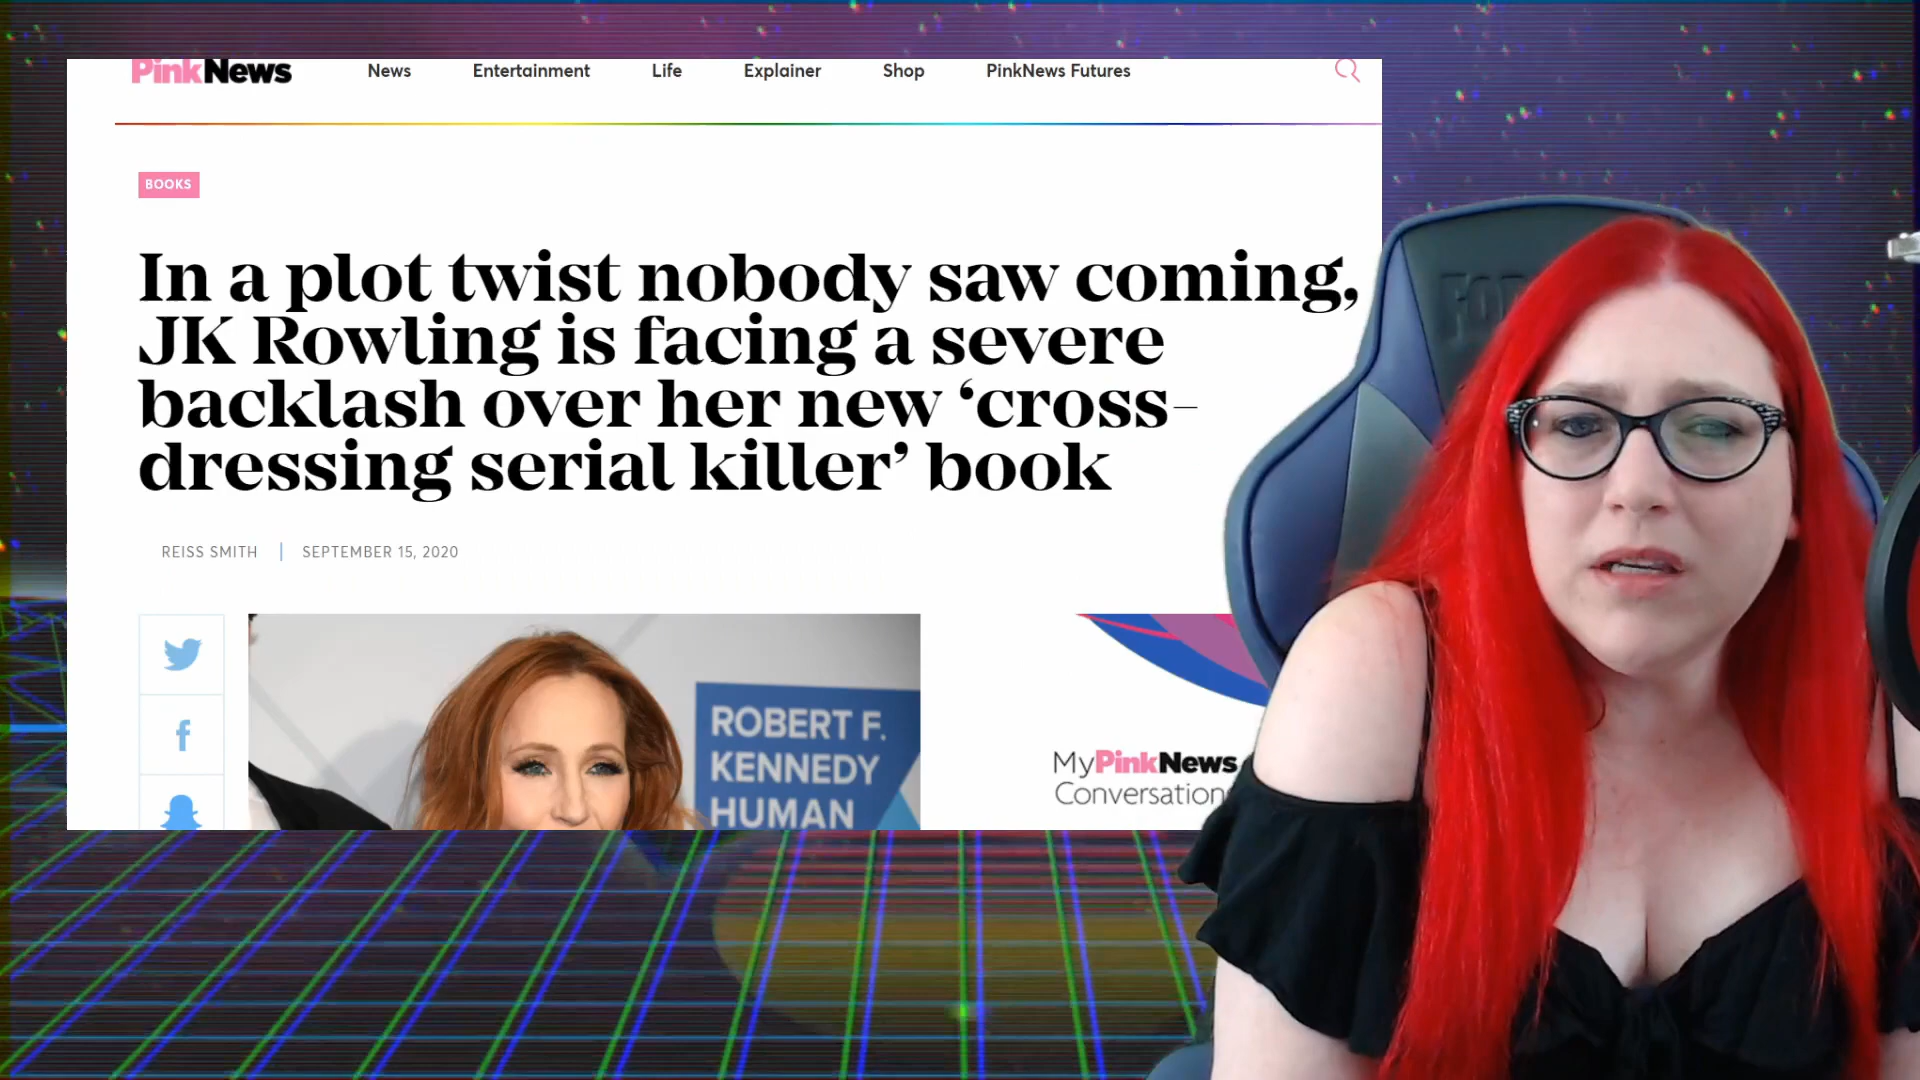 PinkNews
News Entertainment Life Explainer Shop PinkNews Futures
BOOKS
In a plot twist nobody saw coming,
JK Rowling is facing a severe
backlash over her new ‘cross-
dressing serial killer’ book
REISS SMITH | SEPTEMBER 15, 2020
ROBERT F.
KENNEDY
HUMAN
MyPinkNews
Conversation